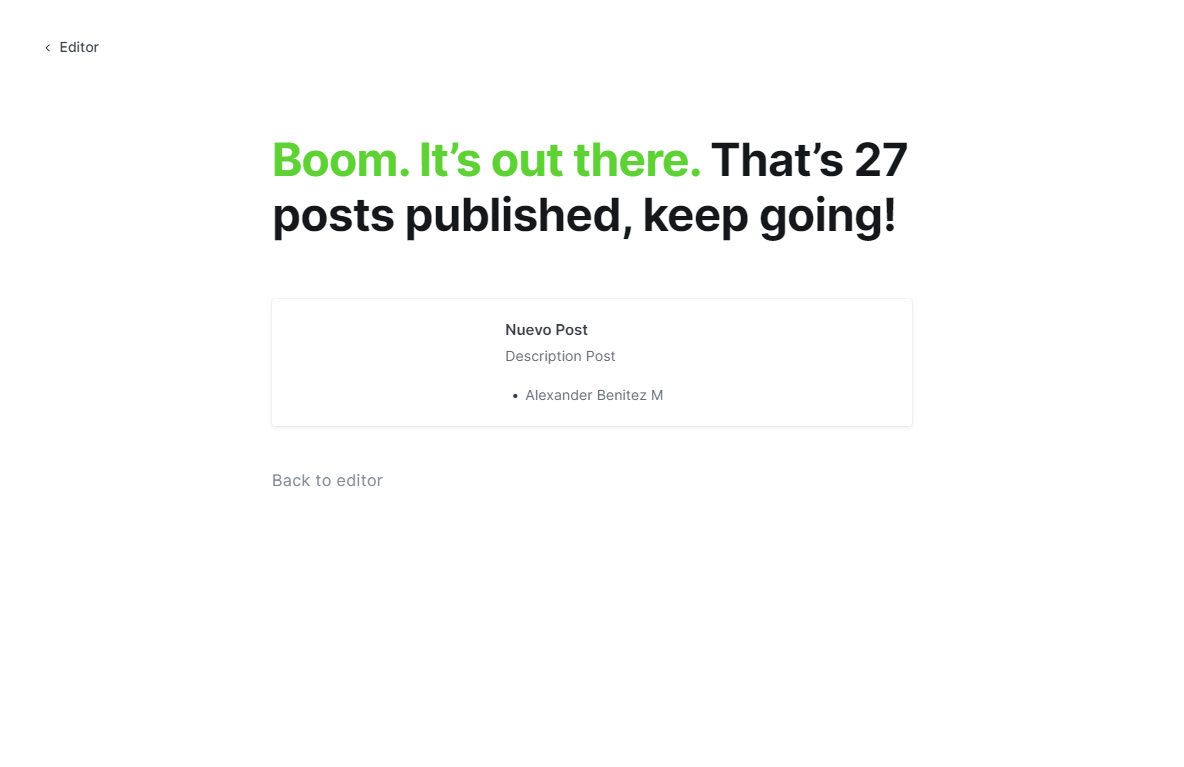 Editor
Boom. It’s out there. That’s 27
posts published, keep going!
Nuevo Post
Description Post
• Alexander Benitez M
Back to editor